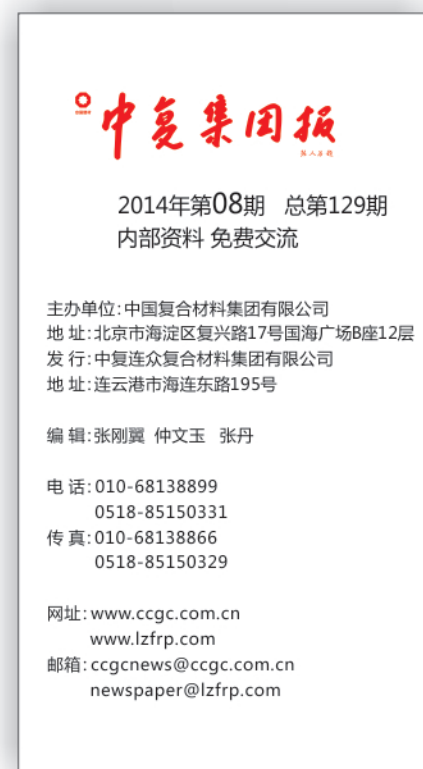 中复集团报
2014年第08期 总第129期
内部资料 免费交流
主办单位:中国复合材料集团有限公司
地 址:北京市海淀区复兴路17号国海广场B座12层
发 行:中复连众复合材料集团有限公司
地 址:连云港市海连东路195号
编 辑:张刚翼 仲文玉 张丹
电 话:010-68138899
0518-85150331
传 真:010-68138866
0518-85150329
网址:www.ccgc.com.cn
www.lzfrp.com
邮箱:ccgcnews@ccgc.com.cn
newspaper@lzfrp.com